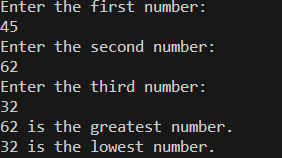 Enter the first number:
45
Enter the second number:
62
Enter the third number:
32
62 is the greatest number.
32 is the lowest number.